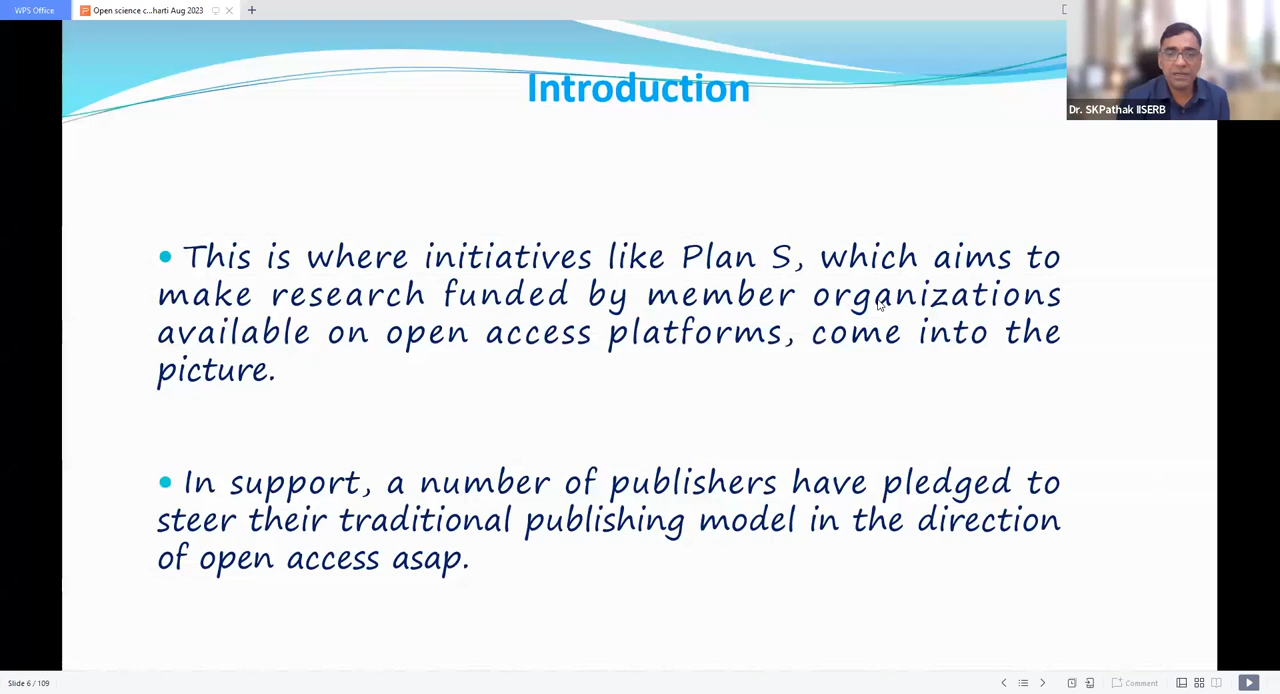 WPS Office
Open science c...harti Aug 2023
Introduction
Dr. SKPathak IISERB
• This is where initiatives like Plan S, which aims to
make research funded by member organizations
available on open access platforms, come into the
picture.
• In support, a number of publishers have pledged to
steer their traditional publishing model in the direction
of open access asap.
Slide 6 / 109
Comment